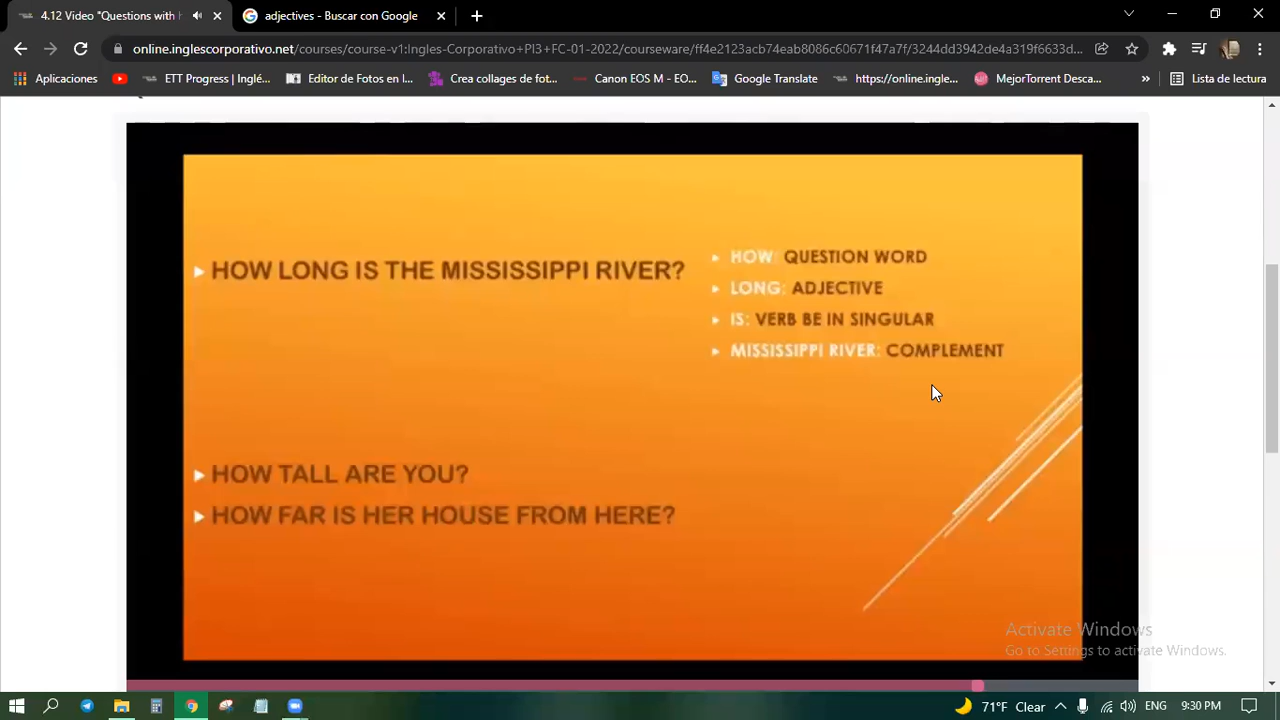 4.12 Video "Questions with
adjectives - Buscar con Google
online.inglescorporativo.net/courses/course-v1:Ingles-Corporativo+PI3+FC-01-2022/courseware/ff4e2123acb74eab8086c60671f47a7f/3244dd3942de4a319f6633d...
Aplicaciones
ETT Progress | Inglé...
Editor de Fotos en l...
Crea collages de fot...
Canon EOS M - EO...
Google Translate
https://online.ingle...
MejorTorrent Desca...
»
Lista de lectura
HOW LONG IS THE MISSISSIPPI RIVER?
HOW: QUESTION WORD
LONG: ADJECTIVE
IS: VERB BE IN SINGULAR
MISSISSIPPI RIVER: COMPLEMENT
HOW TALL ARE YOU?
HOW FAR IS HER HOUSE FROM HERE?
Activate Windows
Go to Settings to activate Windows.
71°F Clear
ENG
9:30 PM